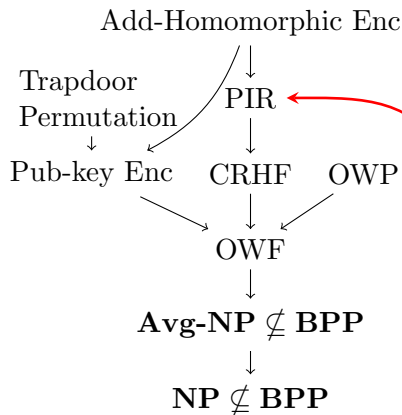 Add-Homomorphic Enc
Trapdoor
Permutation
PIR
Pub-key Enc
CRHF
OWP
OWF
Avg-NP ⊈ BPP
NP ⊈ BPP